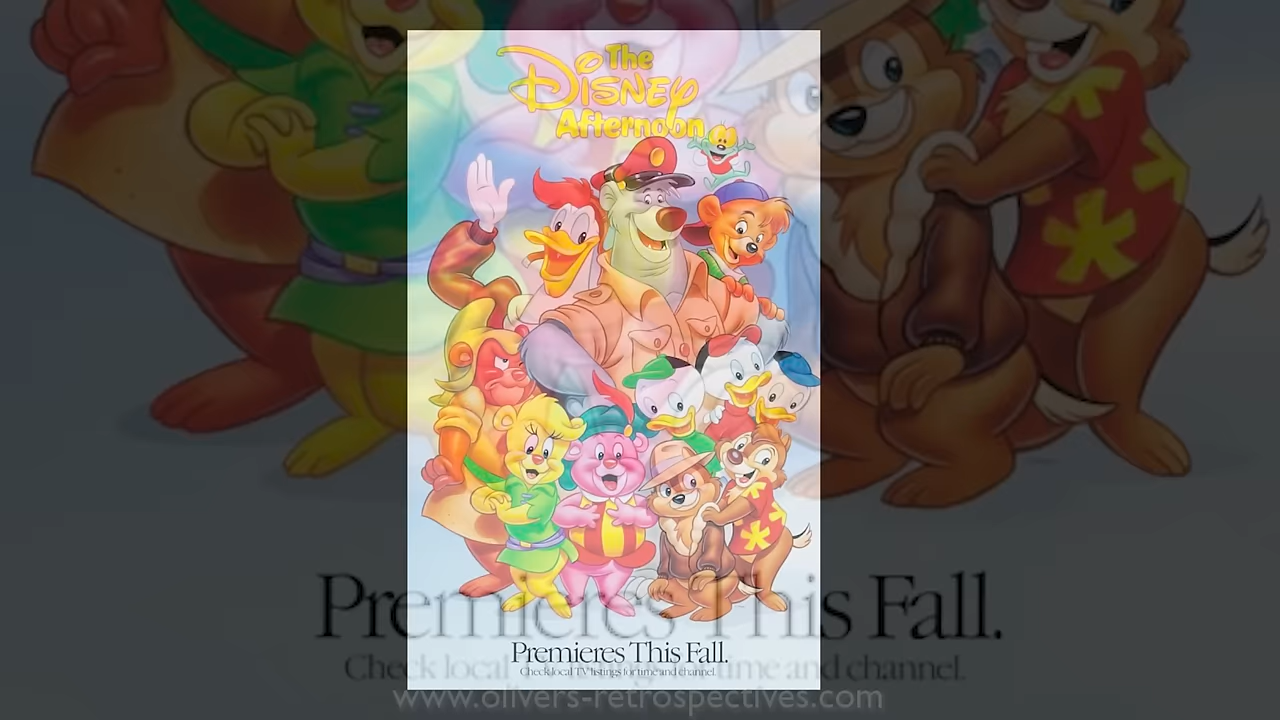 The
Disney
Afternoon
Premieres This Fall.
Premieres This Fall.
Check local TV listings for time and channel.
Check local TV listings for time and channel.
www.olivers-retrospectives.com